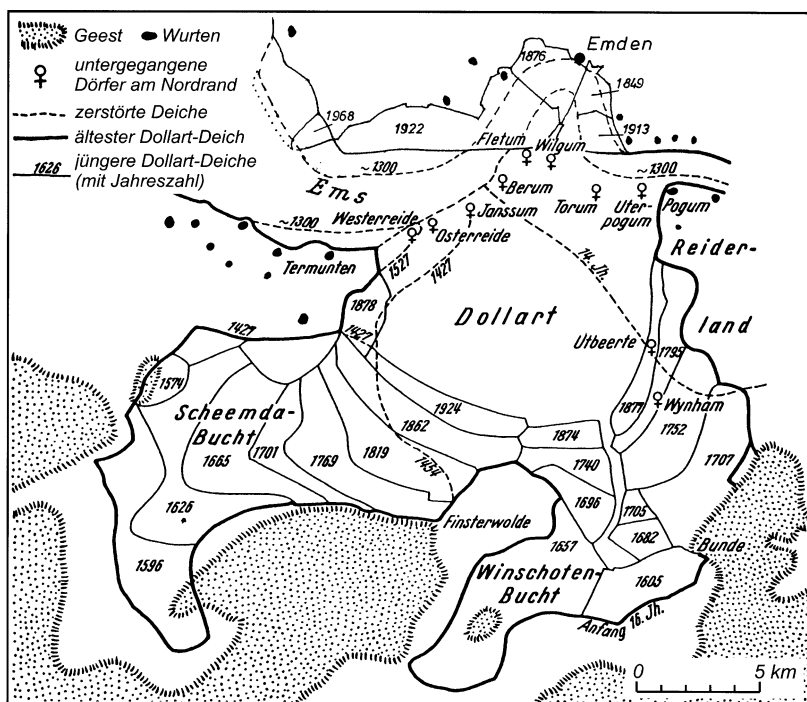 Geest
Wurten
untergegangene
Dörfer am Nordrand
zerstörte Deiche
ältester Dollart-Deich
1626 jüngere Dollart-Deiche
(mit Jahreszahl)
Emden
1876
1849
1968
1922
1913
Fletum
Wilgum
~1300
~1300
Ems
Berum
~1300
Westerreide
Janssum
Torum
Uter-
pogum
Pogum
Osterreide
Reider-
land
Termunten
1527
1427
14. Jh.
1878
Dollart
1427
1427
Utbeerte
1795
1574
Scheemda-
Bucht
1924
1877
Wynham
1862
1874
1752
1665
1701
1769
1819
1434
1740
1707
1626
1696
1705
Finsterwolde
1682
1596
1657
Bunde
Winschoten-
Bucht
1605
Anfang 16. Jh.
0 5 km